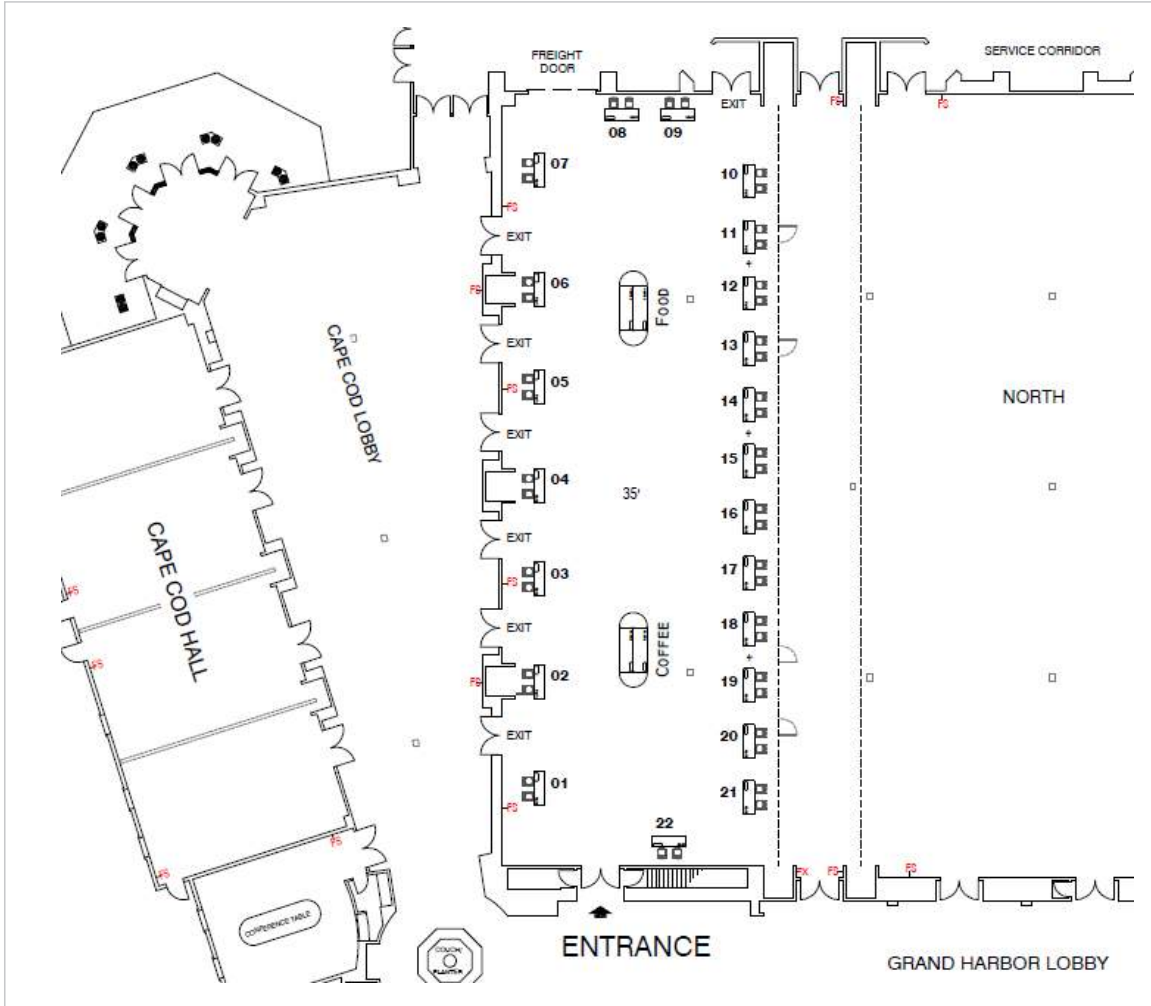 FREIGHT
DOOR
SERVICE CORRIDOR
EXIT
FS
FS
08
09
07
10
FS
EXIT
11
06
12
FS
FOOD
EXIT
13
CAPE COD LOBBY
05
FS
14
NORTH
EXIT
15
04
35'
16
EXIT
CAPE COD HALL
03
FS
17
FS
EXIT
18
COFFEE
FS
02
FS
19
EXIT
20
01
21
FS
22
FS
FS
FX
FS
FS
CONFERENCE TABLE
ENTRANCE
COUCH/
PLANTER
GRAND HARBOR LOBBY